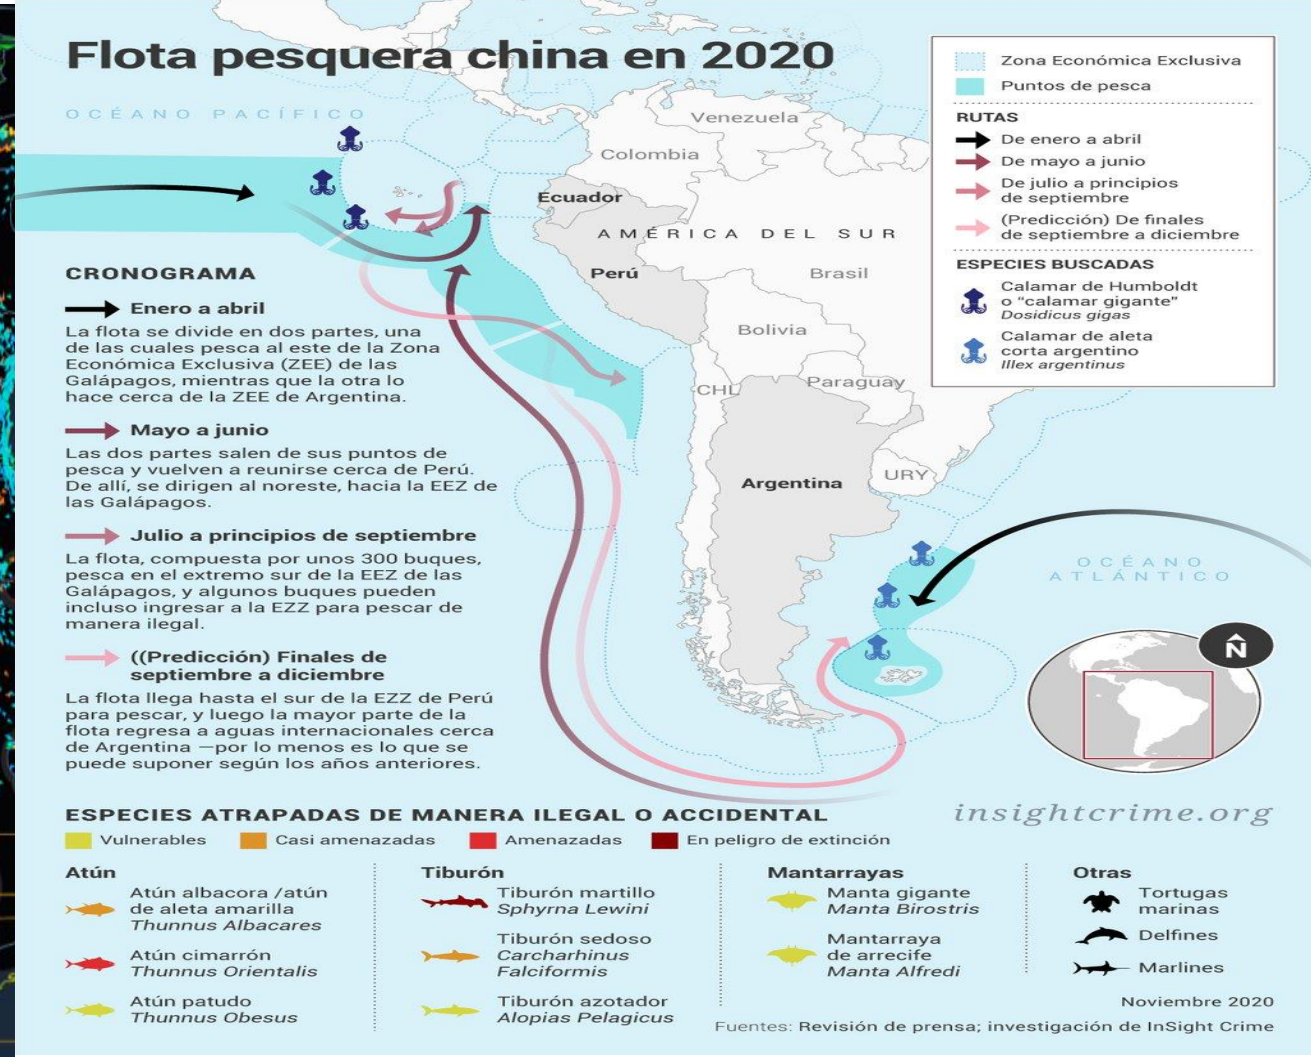 Flota pesquera china en 2020
OCÉANO PACÍFICO
Venezuela
Colombia
Ecuador
AMÉRICA DEL SUR
Perú
Brasil
Bolivia
CHL
Paraguay
Argentina
URY
OCÉANO
ATLÁNTICO
Zona Económica Exclusiva
Puntos de pesca
RUTAS
De enero a abril
De mayo a junio
De julio a principios
de septiembre
(Predicción) De finales
de septiembre a diciembre
ESPECIES BUSCADAS
Calamar de Humboldt
o "calamar gigante"
Dosidicus gigas
Calamar de aleta
corta argentino
Illex argentinus
CRONOGRAMA
Enero a abril
La flota se divide en dos partes, una
de las cuales pesca al este de la Zona
Económica Exclusiva (ZEE) de las
Galápagos, mientras que la otra lo
hace cerca de la ZEE de Argentina.
Mayo a junio
Las dos partes salen de sus puntos de
pesca y vuelven a reunirse cerca de Perú.
De allí, se dirigen al noreste, hacia la EEZ de
las Galápagos.
Julio a principios de septiembre
La flota, compuesta por unos 300 buques,
pesca en el extremo sur de la EEZ de las
Galápagos, y algunos buques pueden
incluso ingresar a la EZZ para pescar de
manera ilegal.
((Predicción) Finales de
septiembre a diciembre
La flota llega hasta el sur de la EZZ de Perú
para pescar, y luego la mayor parte de la
flota regresa a aguas internacionales cerca
de Argentina —por lo menos es lo que se
puede suponer según los años anteriores.
N
insightcrime.org
ESPECIES ATRAPADAS DE MANERA ILEGAL O ACCIDENTAL
Vulnerables
Casi amenazadas
Amenazadas
En peligro de extinción
Atún
Atún albacora /atún
de aleta amarilla
Thunnus Albacares
Atún cimarrón
Thunnus Orientalis
Atún patudo
Thunnus Obesus
Tiburón
Tiburón martillo
Sphyrna Lewini
Tiburón sedoso
Carcharhinus
Falciformis
Tiburón azotador
Alopias Pelagicus
Mantarrayas
Manta gigante
Manta Birostris
Mantarraya
de arrecife
Manta Alfredi
Otras
Tortugas
marinas
Delfines
Marlines
Noviembre 2020
Fuentes: Revisión de prensa; investigación de InSight Crime